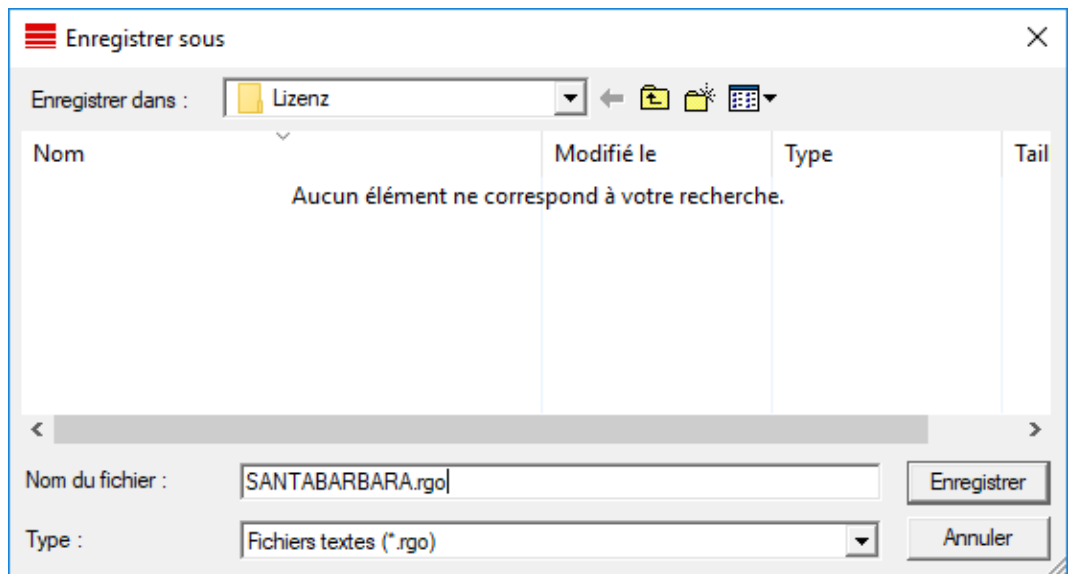 Enregistrer sous
Enregistrer dans : Lizenz
Nom Modifié le Type Taill
Aucun élément ne correspond à votre recherche.
Nom du fichier : SANTABARBARA.rgo Enregistrer
Type : Fichiers textes (*.rgo) Annuler